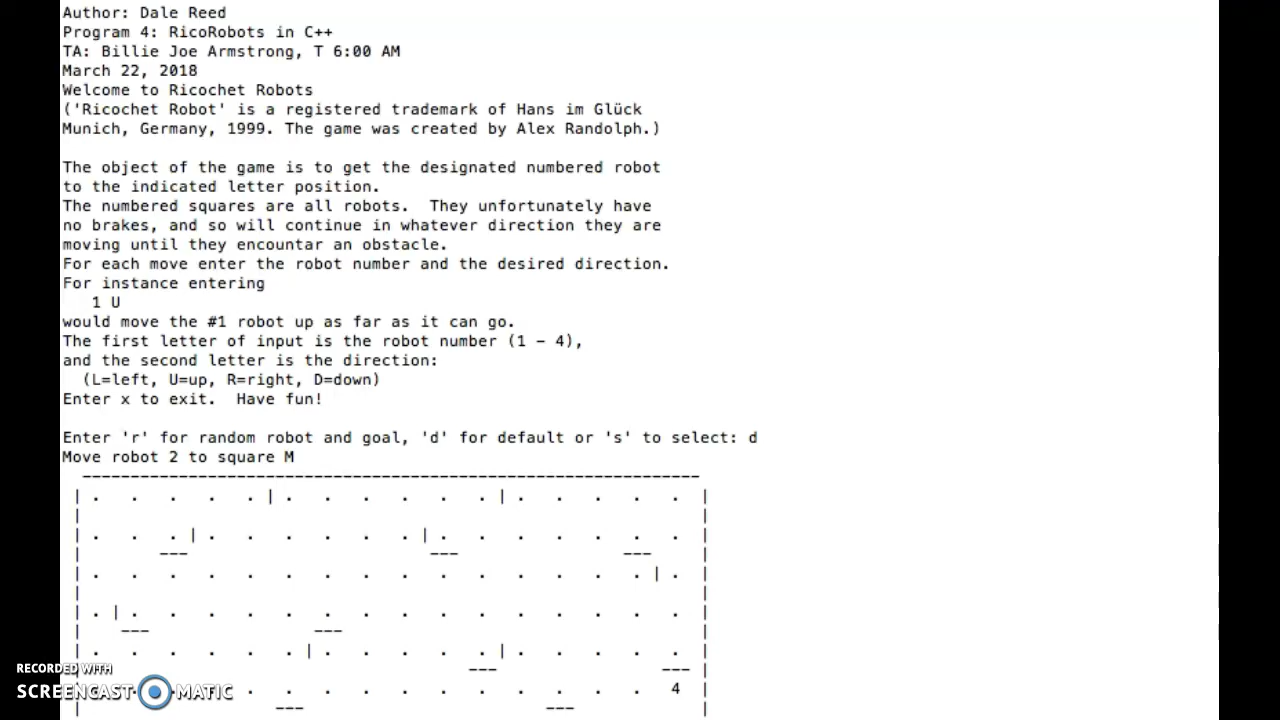 Author: Dale Reed
Program 4: RicoRobots in C++
TA: Billie Joe Armstrong, T 6:00 AM
March 22, 2018
Welcome to Ricochet Robots
('Ricochet Robot' is a registered trademark of Hans im Glück
Munich, Germany, 1999. The game was created by Alex Randolph.)
The object of the game is to get the designated numbered robot
to the indicated letter position.
The numbered squares are all robots.  They unfortunately have
no brakes, and so will continue in whatever direction they are
moving until they encountar an obstacle.
For each move enter the robot number and the desired direction.
For instance entering
1 U
would move the #1 robot up as far as it can go.
The first letter of input is the robot number (1 - 4),
and the second letter is the direction:
(L=left, U=up, R=right, D=down)
Enter x to exit.  Have fun!
Enter 'r' for random robot and goal, 'd' for default or 's' to select: d
Move robot 2 to square M
4
RECORDED WITH
SCREENCAST-O-MATIC